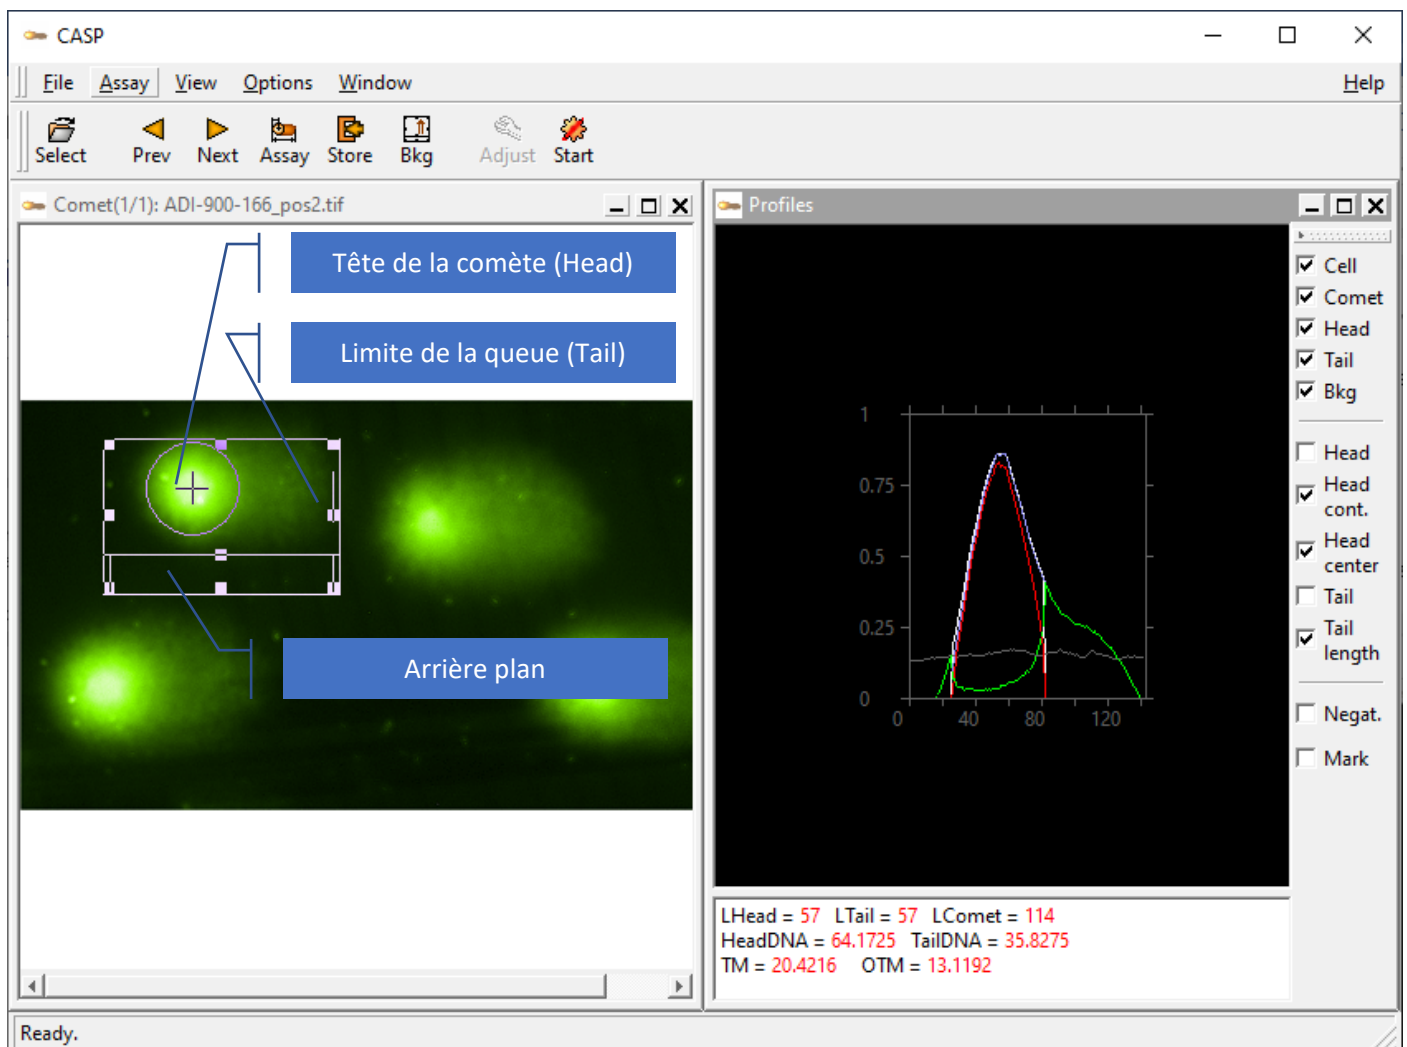 CASP
File Assay View Options Window Help
Select Prev Next Assay Store Bkg Adjust Start
Comet(1/1): ADI-900-166_pos2.tif
Tête de la comète (Head)
Limite de la queue (Tail)
Arrière plan
Profiles
1
0.75
0.5
0.25
0
0 40 80 120
Cell
Comet
Head
Tail
Bkg
Head
Head
cont.
Head
center
Tail
Tail
length
Negat.
Mark
LHead = 57 LTail = 57 LComet = 114
HeadDNA = 64.1725 TailDNA = 35.8275
TM = 20.4216 OTM = 13.1192
Ready.